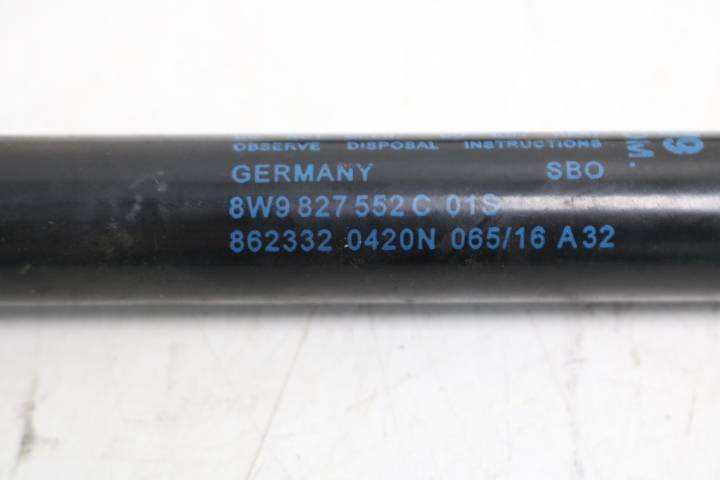 OBSERVE DISPOSAL INSTRUCTIONS
GERMANY SBO
8W9 827 552 C 01S
862332 0420N 065/16 A32